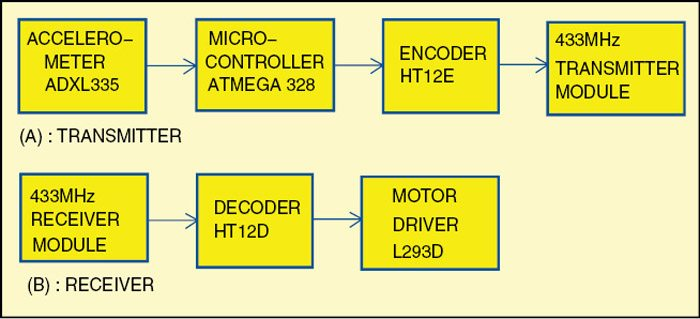 ACCELERO-
METER
ADXL335
MICRO-
CONTROLLER
ATMEGA 328
ENCODER
HT12E
433MHz
TRANSMITTER
MODULE
(A) : TRANSMITTER
433MHz
RECEIVER
MODULE
DECODER
HT12D
MOTOR
DRIVER
L293D
(B) : RECEIVER